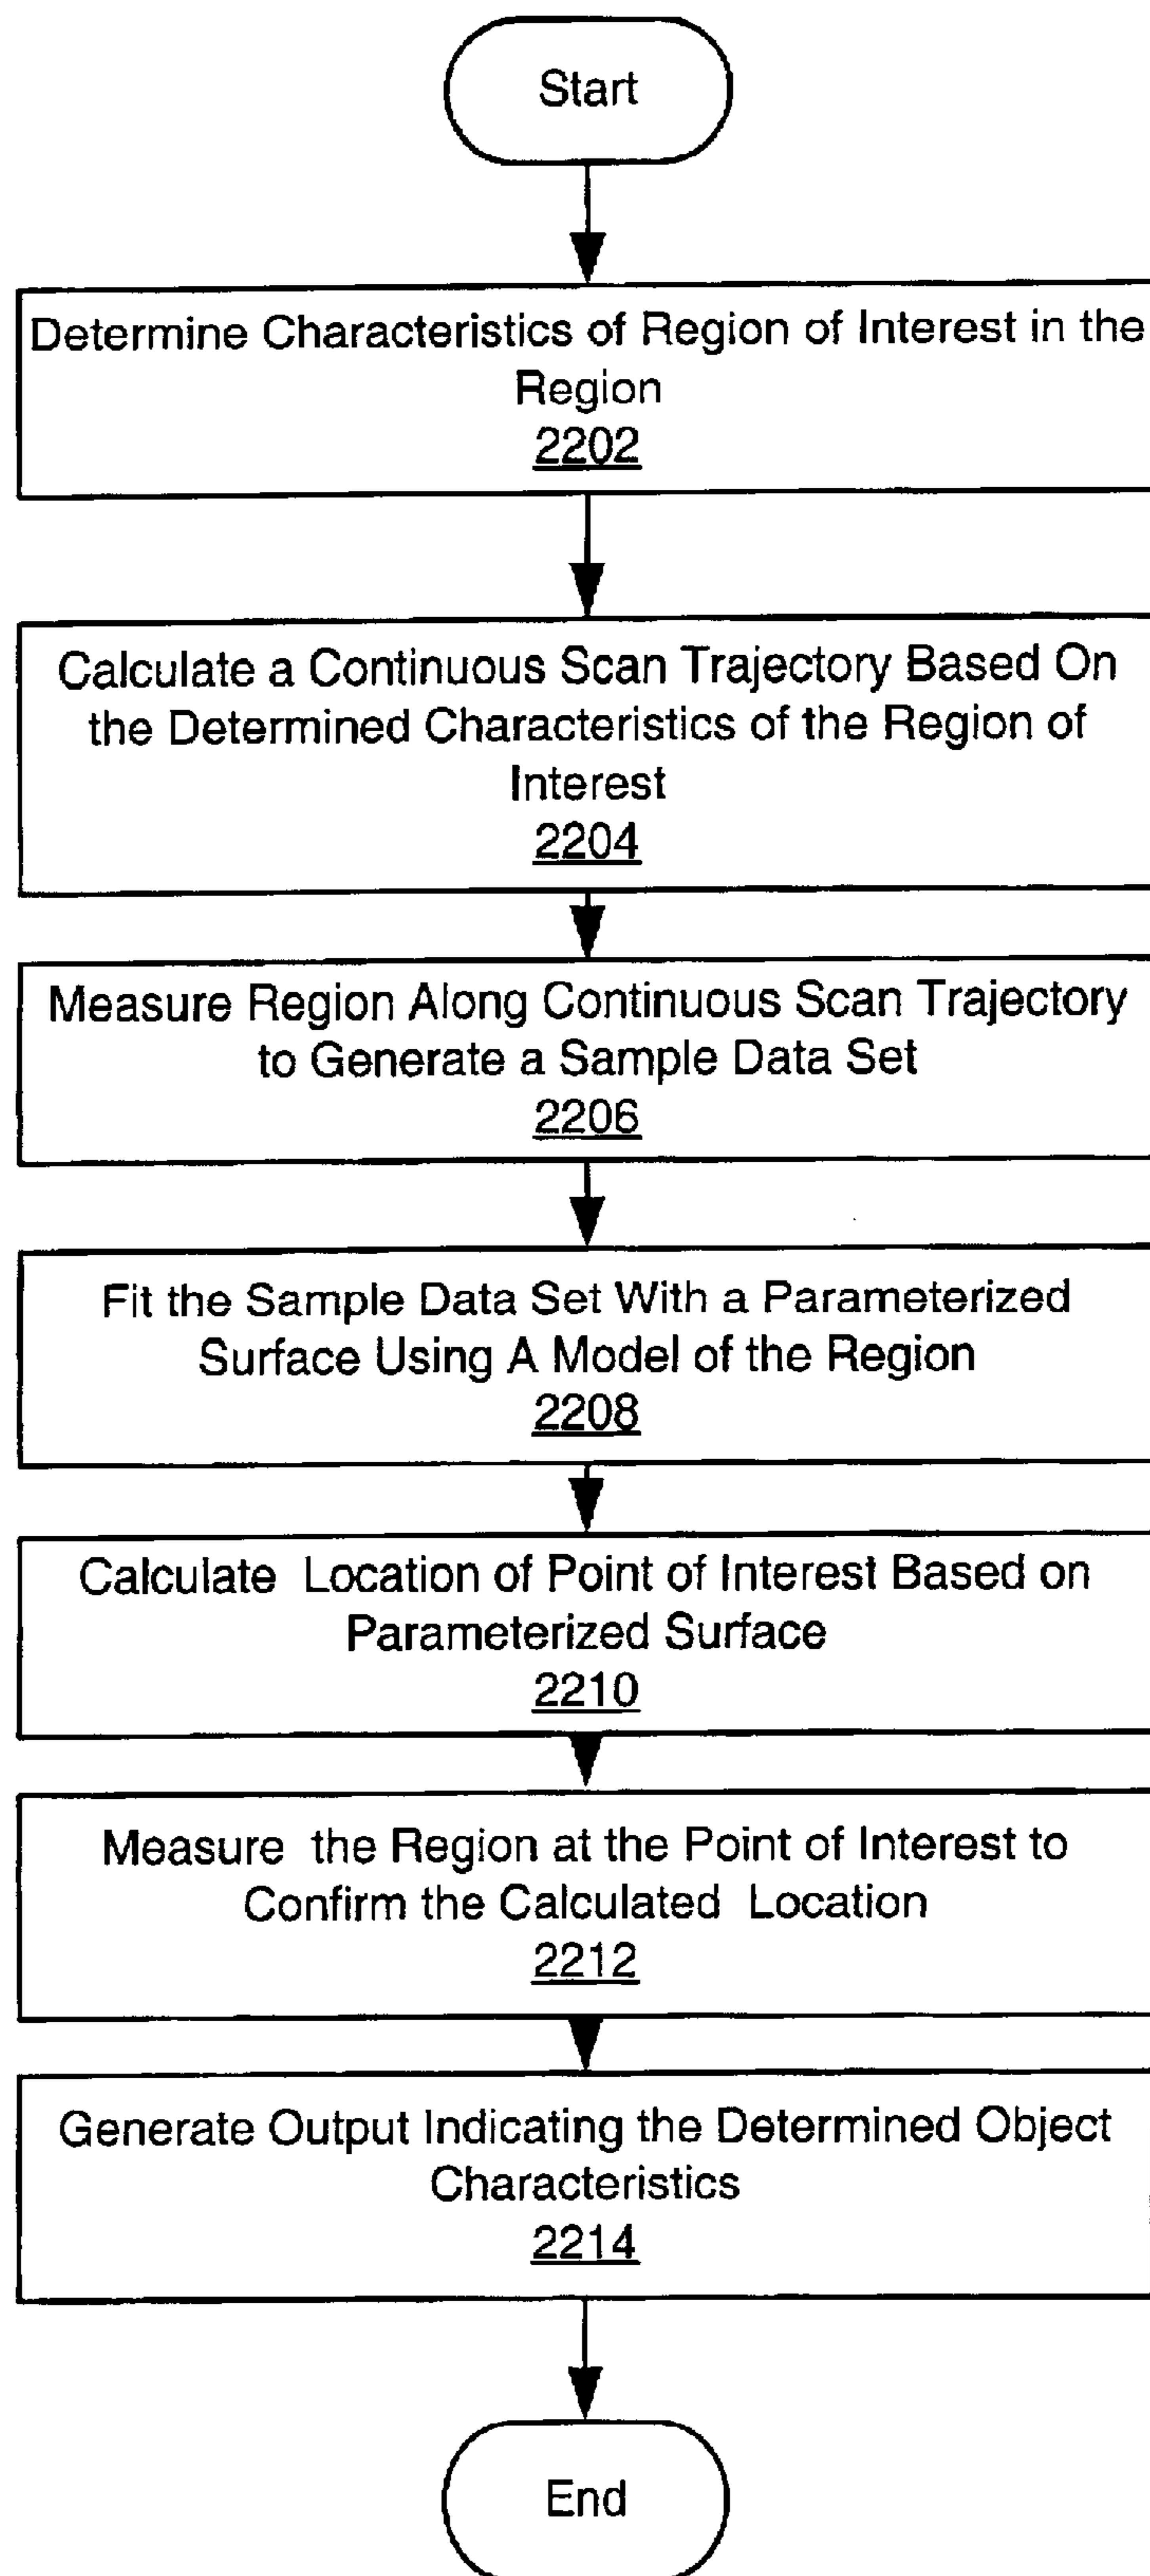 Start
Determine Characteristics of Region of Interest in the
Region
2202
Calculate a Continuous Scan Trajectory Based On
the Determined Characteristics of the Region of
Interest
2204
Measure Region Along Continuous Scan Trajectory
to Generate a Sample Data Set
2206
Fit the Sample Data Set With a Parameterized
Surface Using A Model of the Region
2208
Calculate Location of Point of Interest Based on
Parameterized Surface
2210
Measure the Region at the Point of Interest to
Confirm the Calculated Location
2212
Generate Output Indicating the Determined Object
Characteristics
2214
End